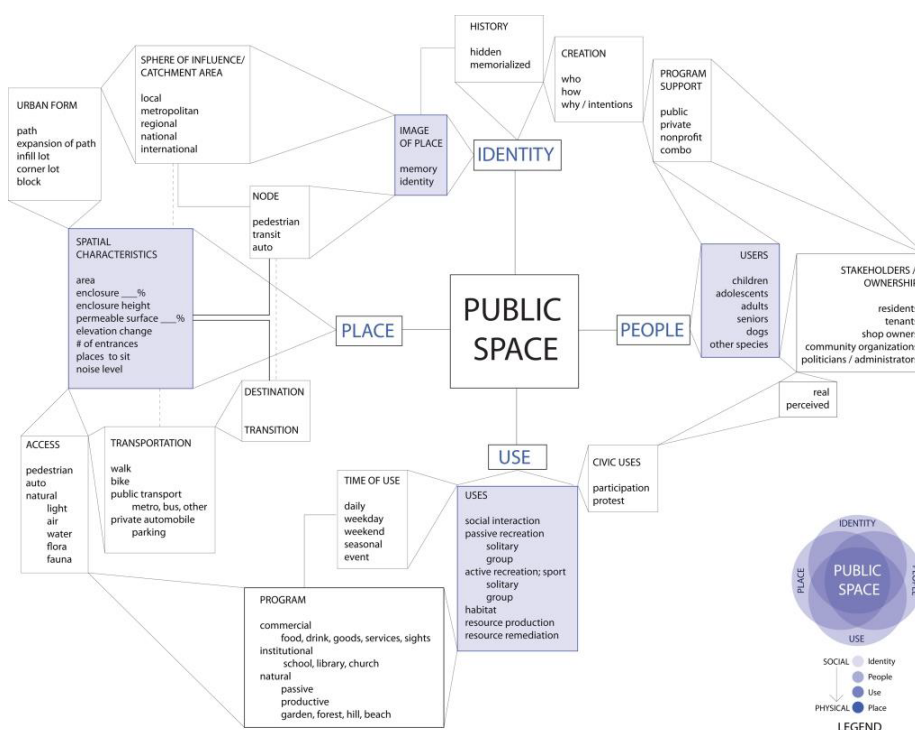 HISTORY
hidden
memorialized
CREATION
who
how
why / intentions
SPHERE OF INFLUENCE/
CATCHMENT AREA
local
metropolitan
regional
national
international
PROGRAM
SUPPORT
public
private
nonprofit
combo
URBAN FORM
path
expansion of path
infill lot
corner lot
block
IMAGE
OF PLACE
memory
identity
IDENTITY
NODE
pedestrian
transit
auto
SPATIAL
CHARACTERISTICS
area
enclosure ___%
enclosure height
permeable surface ___%
elevation change
# of entrances
places to sit
noise level
PLACE
PUBLIC
SPACE
PEOPLE
USERS
children
adolescents
adults
seniors
dogs
other species
STAKEHOLDERS /
OWNERSHIP
residents
tenants
shop owners
community organizations
politicians / administrators
real
perceived
DESTINATION
TRANSITION
ACCESS
pedestrian
auto
natural
light
air
water
flora
fauna
TRANSPORTATION
walk
bike
public transport
metro, bus, other
private automobile
parking
USE
TIME OF USE
daily
weekday
weekend
seasonal
event
USES
social interaction
passive recreation
solitary
group
active recreation; sport
solitary
group
habitat
resource production
resource remediation
CIVIC USES
participation
protest
PROGRAM
commercial
food, drink, goods, services, sights
institutional
school, library, church
natural
passive
productive
garden, forest, hill, beach
IDENTITY
PLACE
PUBLIC
SPACE
PEOPLE
USE
SOCIAL
Identity
People
Use
PHYSICAL
Place
LEGEND